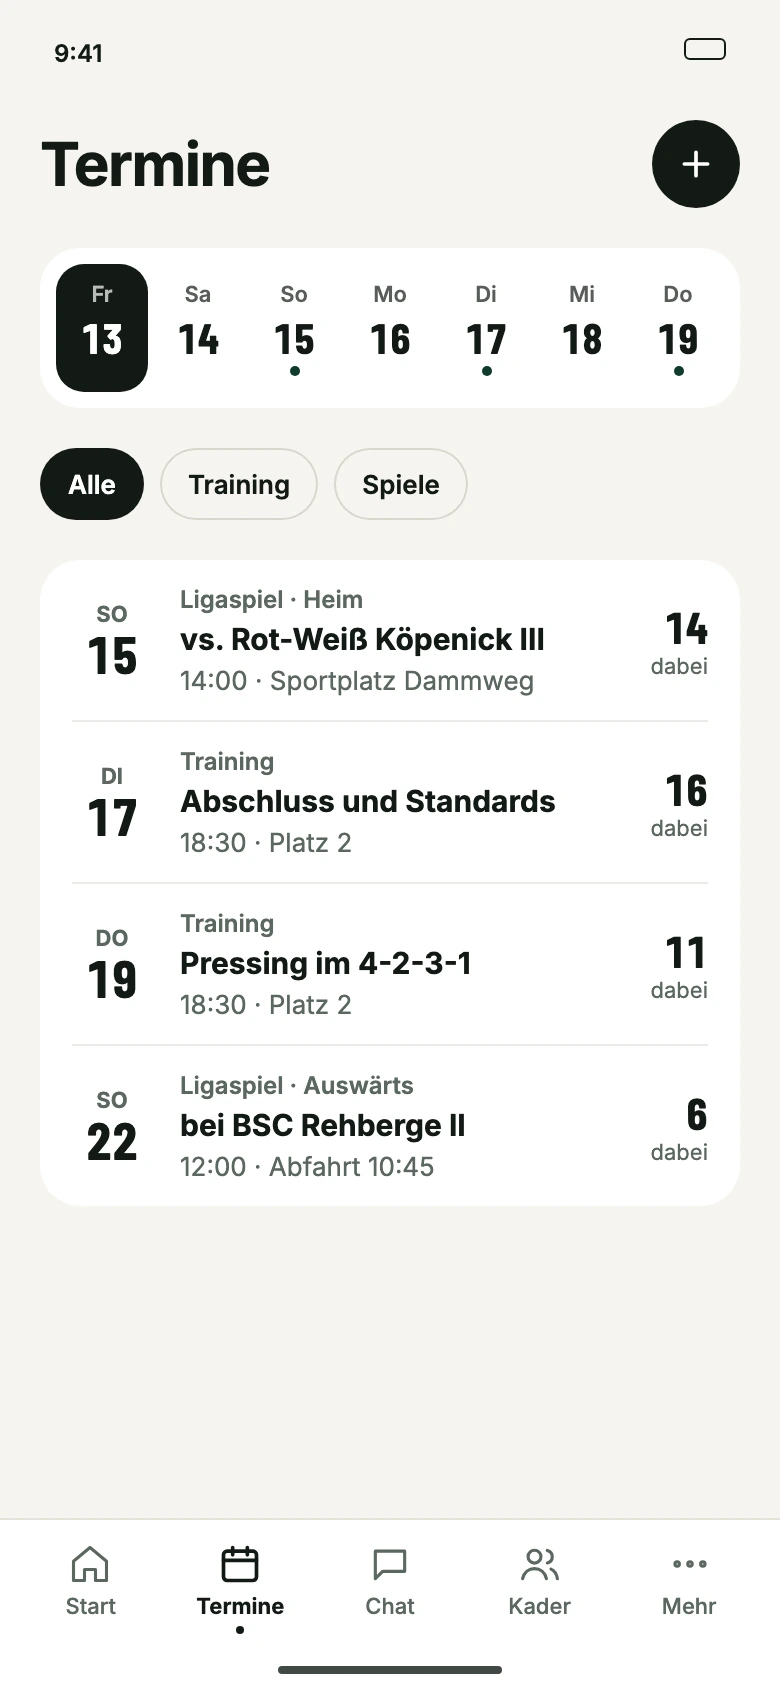 9:41
Termine
Fr Sa So Mo Di Mi Do
13 14 15 16 17 18 19
Alle Training Spiele
SO
15
Ligaspiel · Heim
vs. Rot-Weiß Köpenick III
14:00 · Sportplatz Dammweg
14
dabei
DI
17
Training
Abschluss und Standards
18:30 · Platz 2
16
dabei
DO
19
Training
Pressing im 4-2-3-1
18:30 · Platz 2
11
dabei
SO
22
Ligaspiel · Auswärts
bei BSC Rehberge II
12:00 · Abfahrt 10:45
6
dabei
Start Termine Chat Kader Mehr